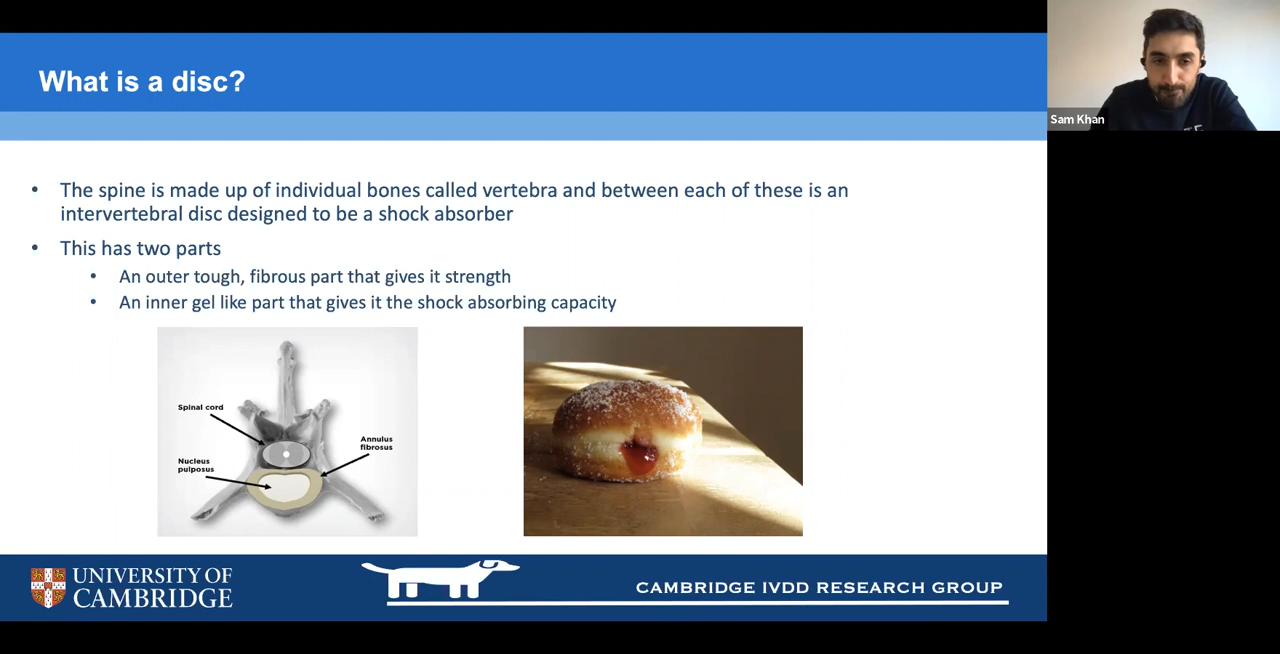 What is a disc?
Sam Khan
• The spine is made up of individual bones called vertebra and between each of these is an
intervertebral disc designed to be a shock absorber
• This has two parts
• An outer tough, fibrous part that gives it strength
• An inner gel like part that gives it the shock absorbing capacity
Spinal cord
Annulus
fibrosus
Nucleus
pulposus
UNIVERSITY OF
CAMBRIDGE
CAMBRIDGE IVDD RESEARCH GROUP